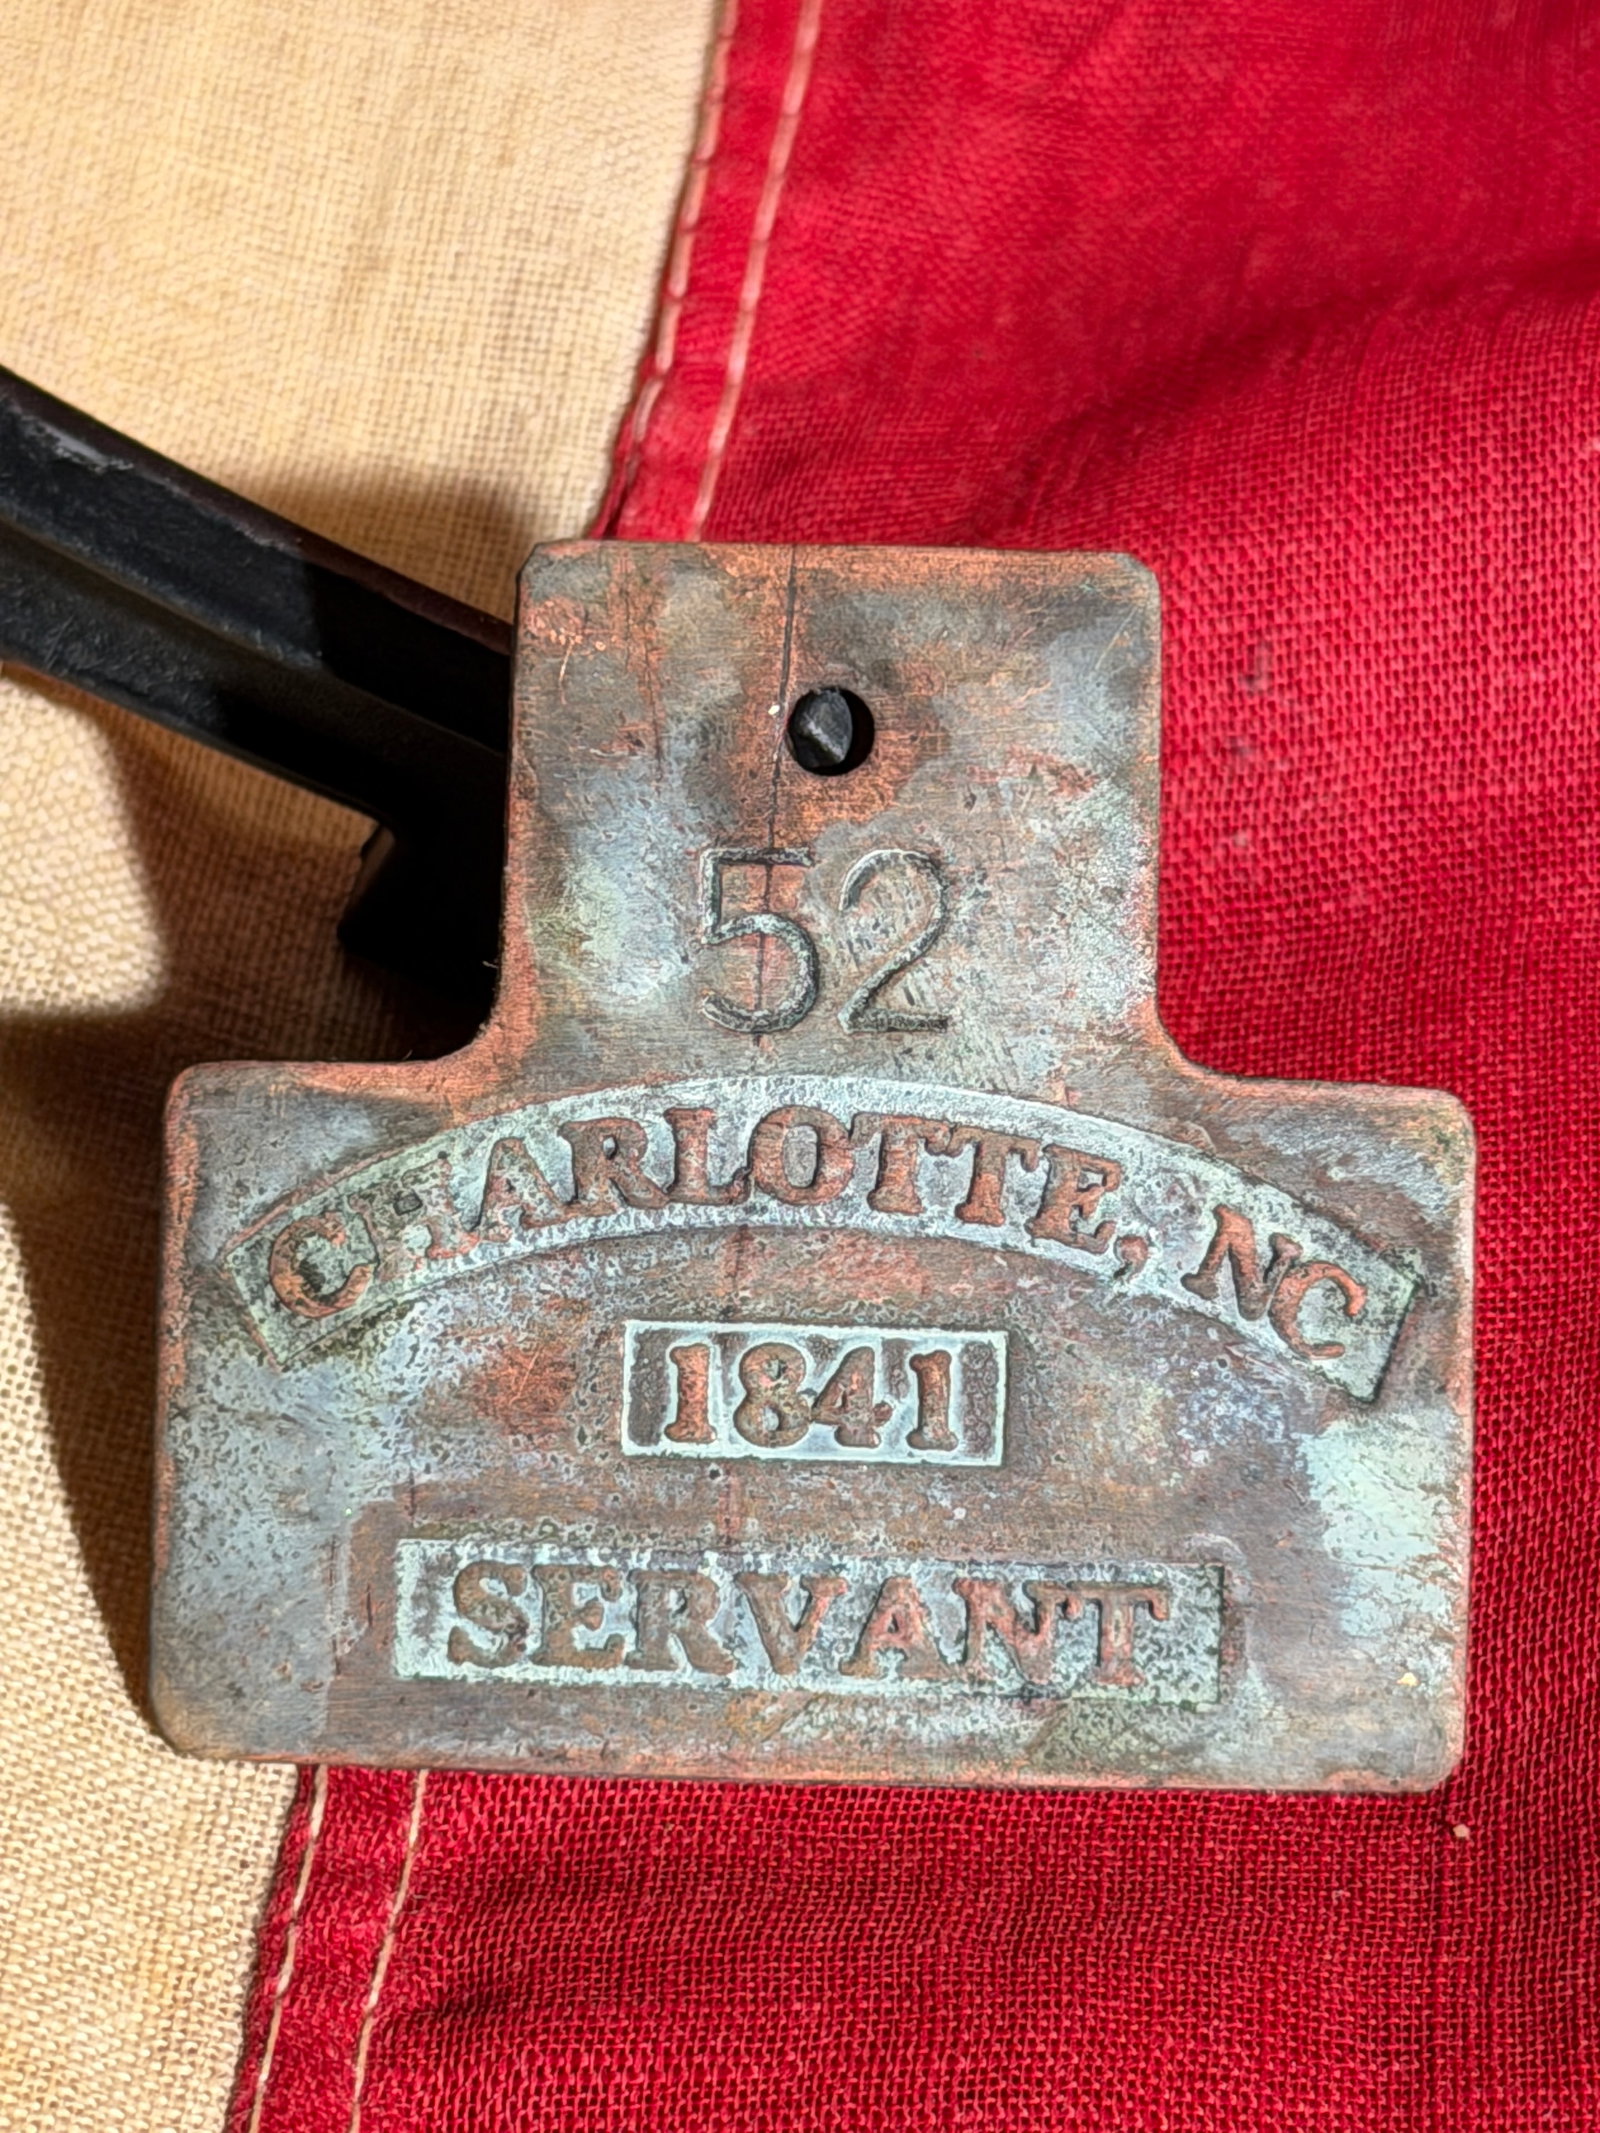 52
CHARLOTTE, NC
1841
SERVANT